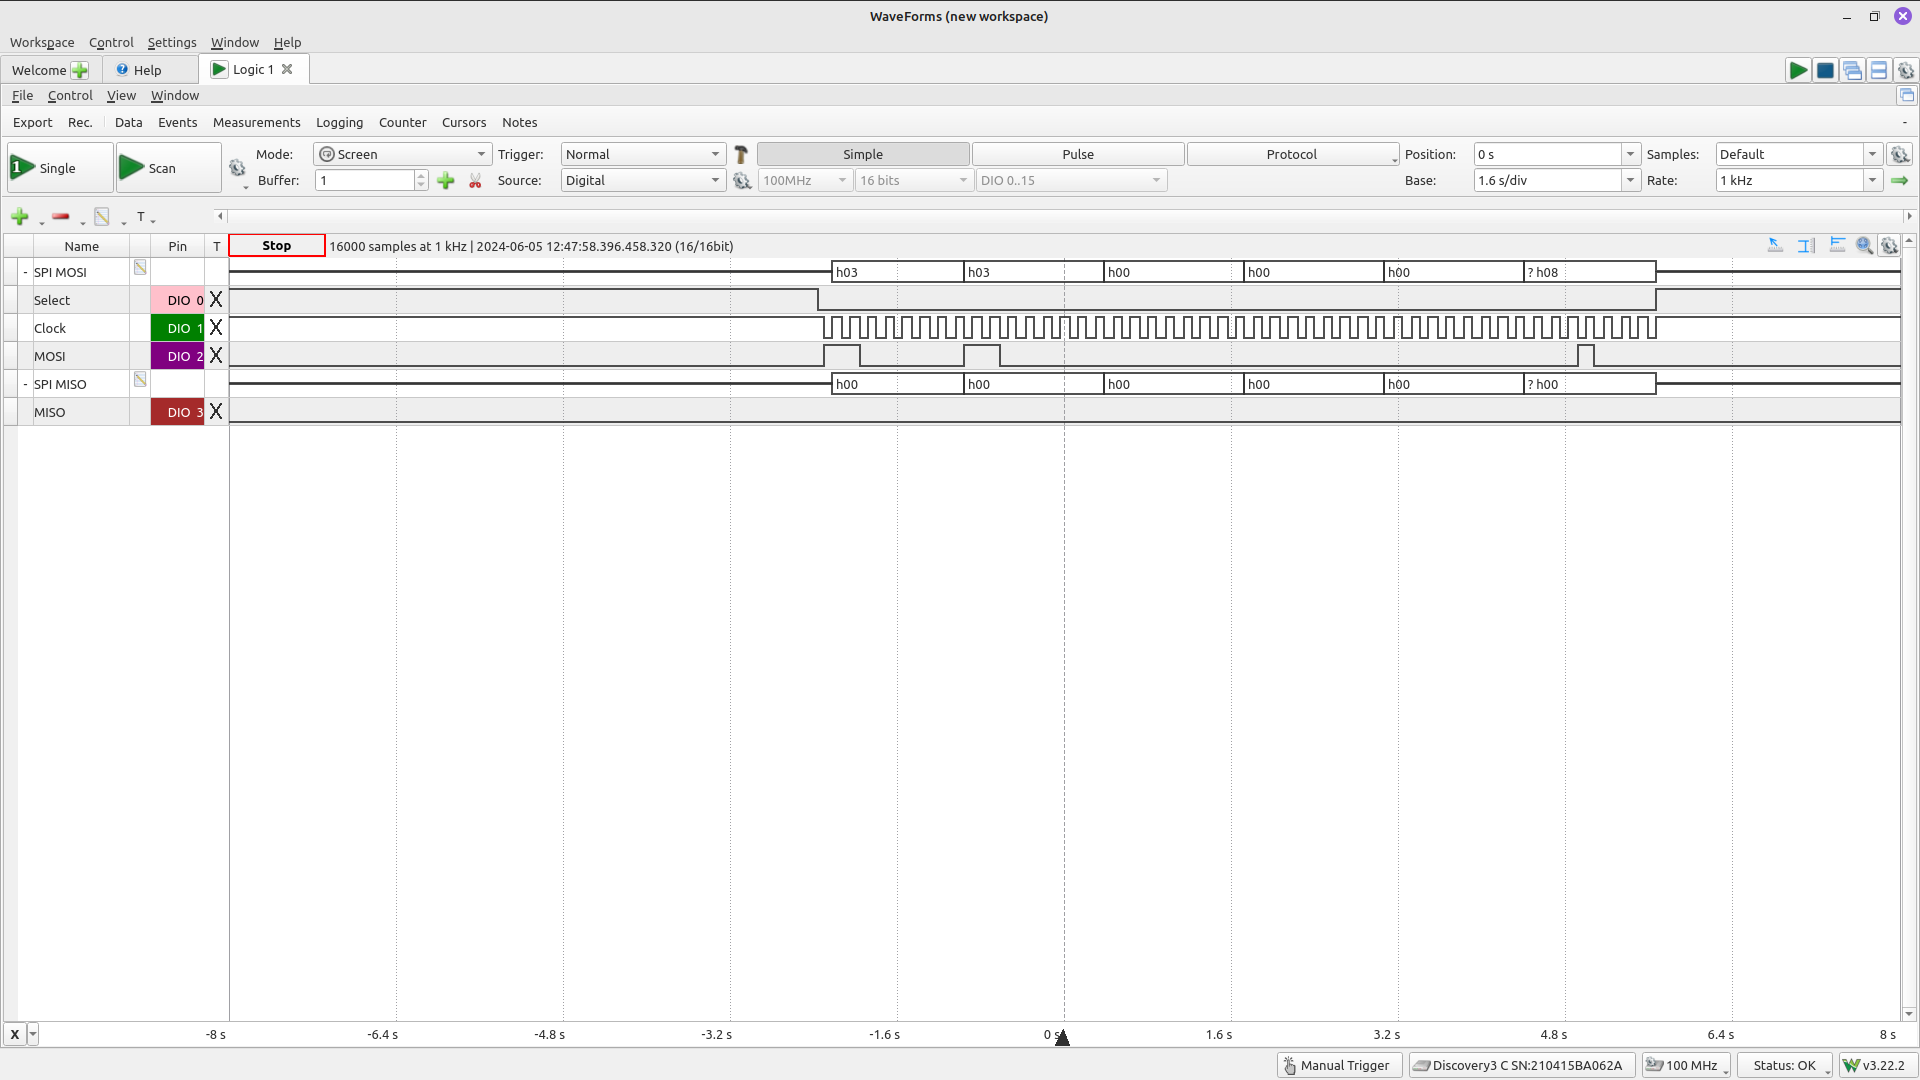 WaveForms (new workspace)
Workspace Control Settings Window Help
Welcome Help Logic 1
File Control View Window
Export Rec. Data Events Measurements Logging Counter Cursors Notes -
1 Single Scan Mode: Screen Trigger: Normal Simple Pulse Protocol Position: 0 s Samples: Default
Buffer: 1 Source: Digital 100MHz 16 bits DIO 0..15 Base: 1.6 s/div Rate: 1 kHz
T
Name Pin T Stop 16000 samples at 1 kHz | 2024-06-05 12:47:58.396.458.320 (16/16bit)
- SPI MOSI h03 h03 h00 h00 h00 ? h08
Select DIO 0 X
Clock DIO 1 X
MOSI DIO 2 X
- SPI MISO h00 h00 h00 h00 h00 ? h00
MISO DIO 3 X
X -8 s -6.4 s -4.8 s -3.2 s -1.6 s 0 s 1.6 s 3.2 s 4.8 s 6.4 s 8 s
Manual Trigger Discovery3 C SN:210415BA062A 100 MHz Status: OK v3.22.2